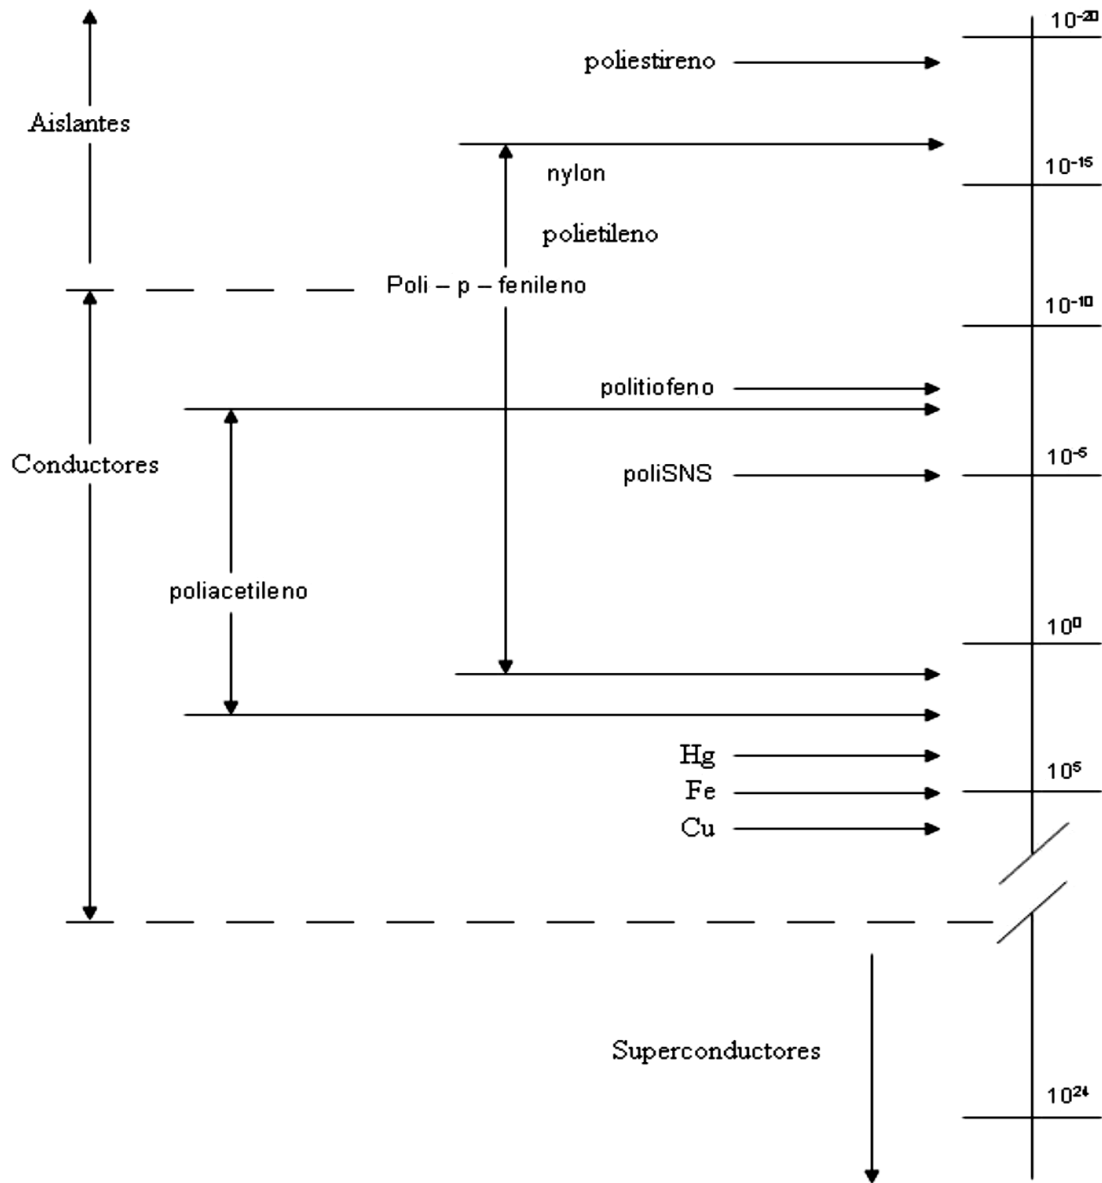 10⁻²⁰
poliestireno
Aislantes
10⁻¹⁵
nylon
polietileno
Poli – p – fenileno
10⁻¹⁰
politiofeno
Conductores
10⁻⁵
poliSNS
poliacetileno
10⁰
Hg
10⁵
Fe
Cu
Superconductores
10²⁴